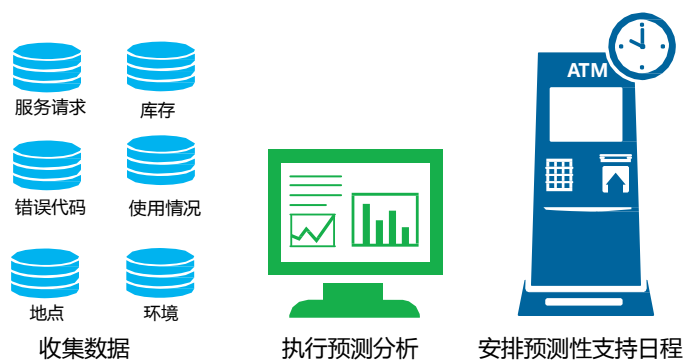 服务请求
库存
错误代码
使用情况
地点
环境
收集数据
执行预测分析
ATM
安排预测性支持日程